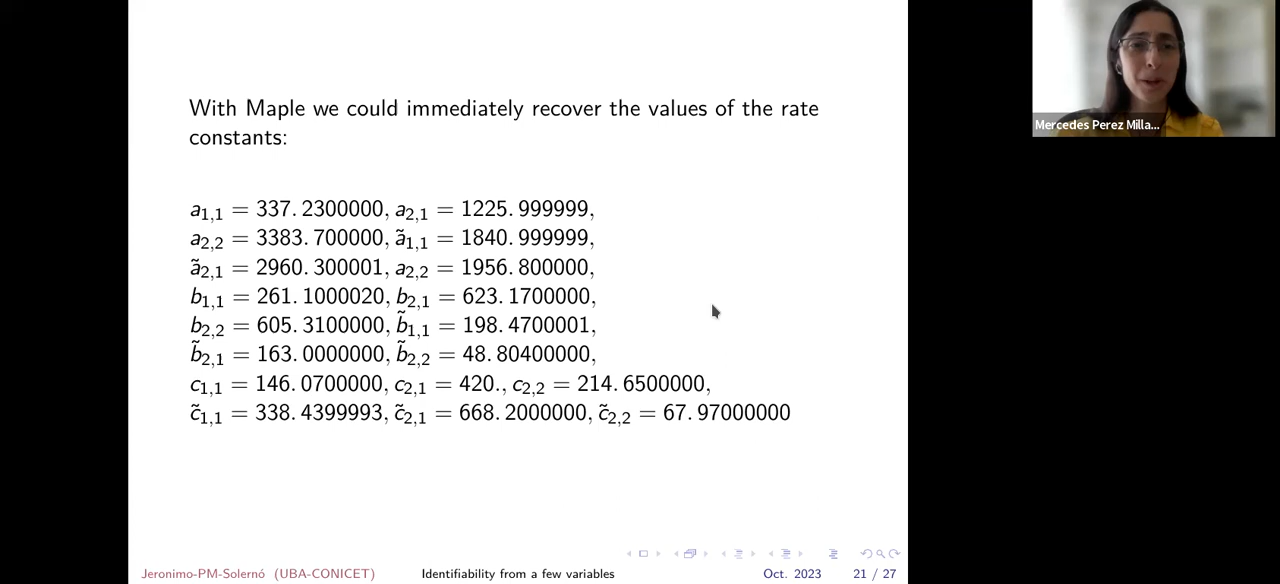 With Maple we could immediately recover the values of the rate
constants:
a1,1 = 337.2300000, a2,1 = 1225.999999,
a2,2 = 3383.700000, ã1,1 = 1840.999999,
ã2,1 = 2960.300001, a2,2 = 1956.800000,
b1,1 = 261.1000020, b2,1 = 623.1700000,
b2,2 = 605.3100000, b̃1,1 = 198.4700001,
b̃2,1 = 163.0000000, b̃2,2 = 48.80400000,
c1,1 = 146.0700000, c2,1 = 420., c2,2 = 214.6500000,
c̃1,1 = 338.4399993, c̃2,1 = 668.2000000, c̃2,2 = 67.97000000
Jeronimo-PM-Solernó (UBA-CONICET) Identifiability from a few variables Oct. 2023 21 / 27
Mercedes Perez Milla...